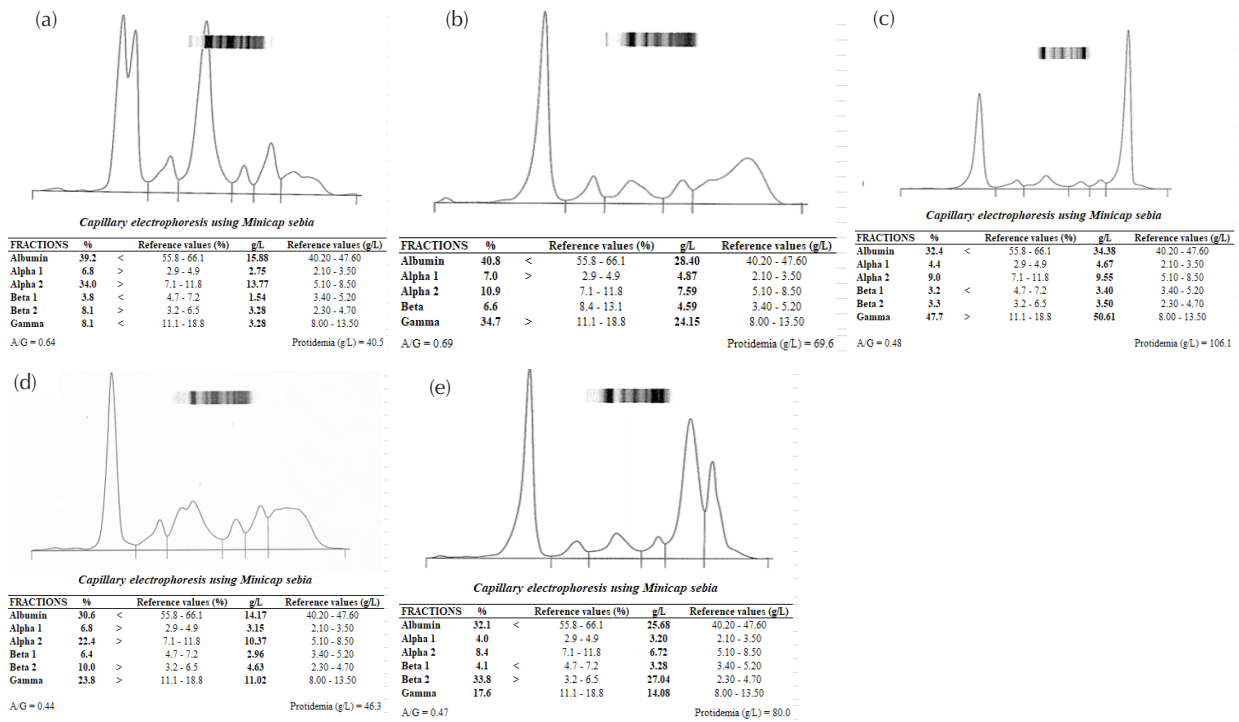 (a)
Capillary electrophoresis using Minicap sebia
FRACTIONS % Reference values (%) g/L Reference values (g/L)
Albumin 39.2 < 55.8 - 66.1 15.88 40.20 - 47.60
Alpha 1 6.8 > 2.9 - 4.9 2.75 2.10 - 3.50
Alpha 2 34.0 > 7.1 - 11.8 13.77 5.10 - 8.50
Beta 1 3.8 < 4.7 - 7.2 1.54 3.40 - 5.20
Beta 2 8.1 > 3.2 - 6.5 3.28 2.30 - 4.70
Gamma 8.1 < 11.1 - 18.8 3.28 8.00 - 13.50
A/G = 0.64 Protidemia (g/L) = 40.5
(b)
Capillary electrophoresis using Minicap sebia
FRACTIONS % Reference values (%) g/L Reference values (g/L)
Albumin 40.8 < 55.8 - 66.1 28.40 40.20 - 47.60
Alpha 1 7.0 > 2.9 - 4.9 4.87 2.10 - 3.50
Alpha 2 10.9 7.1 - 11.8 7.59 5.10 - 8.50
Beta 6.6 8.4 - 13.1 4.59 3.40 - 5.20
Gamma 34.7 > 11.1 - 18.8 24.15 8.00 - 13.50
A/G = 0.69 Protidemia (g/L) = 69.6
(c)
Capillary electrophoresis using Minicap sebia
FRACTIONS % Reference values (%) g/L Reference values (g/L)
Albumin 32.4 < 55.8 - 66.1 34.38 40.20 - 47.60
Alpha 1 4.4 2.9 - 4.9 4.67 2.10 - 3.50
Alpha 2 9.0 7.1 - 11.8 9.55 5.10 - 8.50
Beta 1 3.2 < 4.7 - 7.2 3.40 3.40 - 5.20
Beta 2 3.3 3.2 - 6.5 3.50 2.30 - 4.70
Gamma 47.7 > 11.1 - 18.8 50.61 8.00 - 13.50
A/G = 0.48 Protidemia (g/L) = 106.1
(d)
Capillary electrophoresis using Minicap sebia
FRACTIONS % Reference values (%) g/L Reference values (g/L)
Albumin 30.6 < 55.8 - 66.1 14.17 40.20 - 47.60
Alpha 1 6.8 > 2.9 - 4.9 3.15 2.10 - 3.50
Alpha 2 22.4 > 7.1 - 11.8 10.37 5.10 - 8.50
Beta 1 6.4 4.7 - 7.2 2.96 3.40 - 5.20
Beta 2 10.0 > 3.2 - 6.5 4.63 2.30 - 4.70
Gamma 23.8 > 11.1 - 18.8 11.02 8.00 - 13.50
A/G = 0.44 Protidemia (g/L) = 46.3
(e)
Capillary electrophoresis using Minicap sebia
FRACTIONS % Reference values (%) g/L Reference values (g/L)
Albumin 32.1 < 55.8 - 66.1 25.68 40.20 - 47.60
Alpha 1 4.0 2.9 - 4.9 3.20 2.10 - 3.50
Alpha 2 8.4 7.1 - 11.8 6.72 5.10 - 8.50
Beta 1 4.1 < 4.7 - 7.2 3.28 3.40 - 5.20
Beta 2 33.8 > 3.2 - 6.5 27.04 2.30 - 4.70
Gamma 17.6 11.1 - 18.8 14.08 8.00 - 13.50
A/G = 0.47 Protidemia (g/L) = 80.0